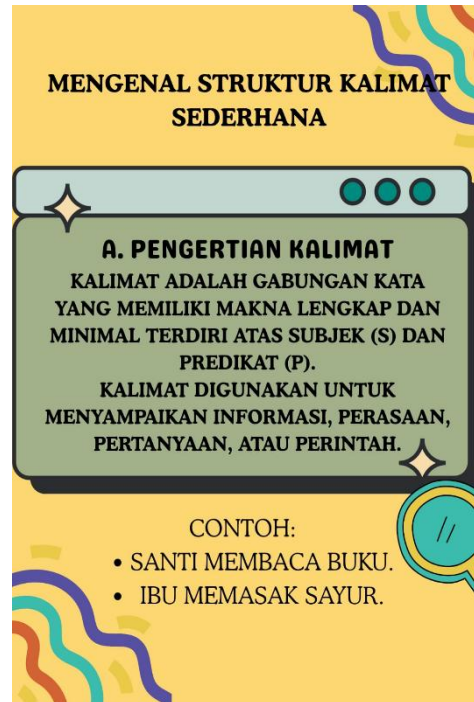 MENGENAL STRUKTUR KALIMAT
SEDERHANA
A. PENGERTIAN KALIMAT
KALIMAT ADALAH GABUNGAN KATA
YANG MEMILIKI MAKNA LENGKAP DAN
MINIMAL TERDIRI ATAS SUBJEK (S) DAN
PREDIKAT (P).
KALIMAT DIGUNAKAN UNTUK
MENYAMPAIKAN INFORMASI, PERASAAN,
PERTANYAAN, ATAU PERINTAH.
CONTOH:
• SANTI MEMBACA BUKU.
• IBU MEMASAK SAYUR.